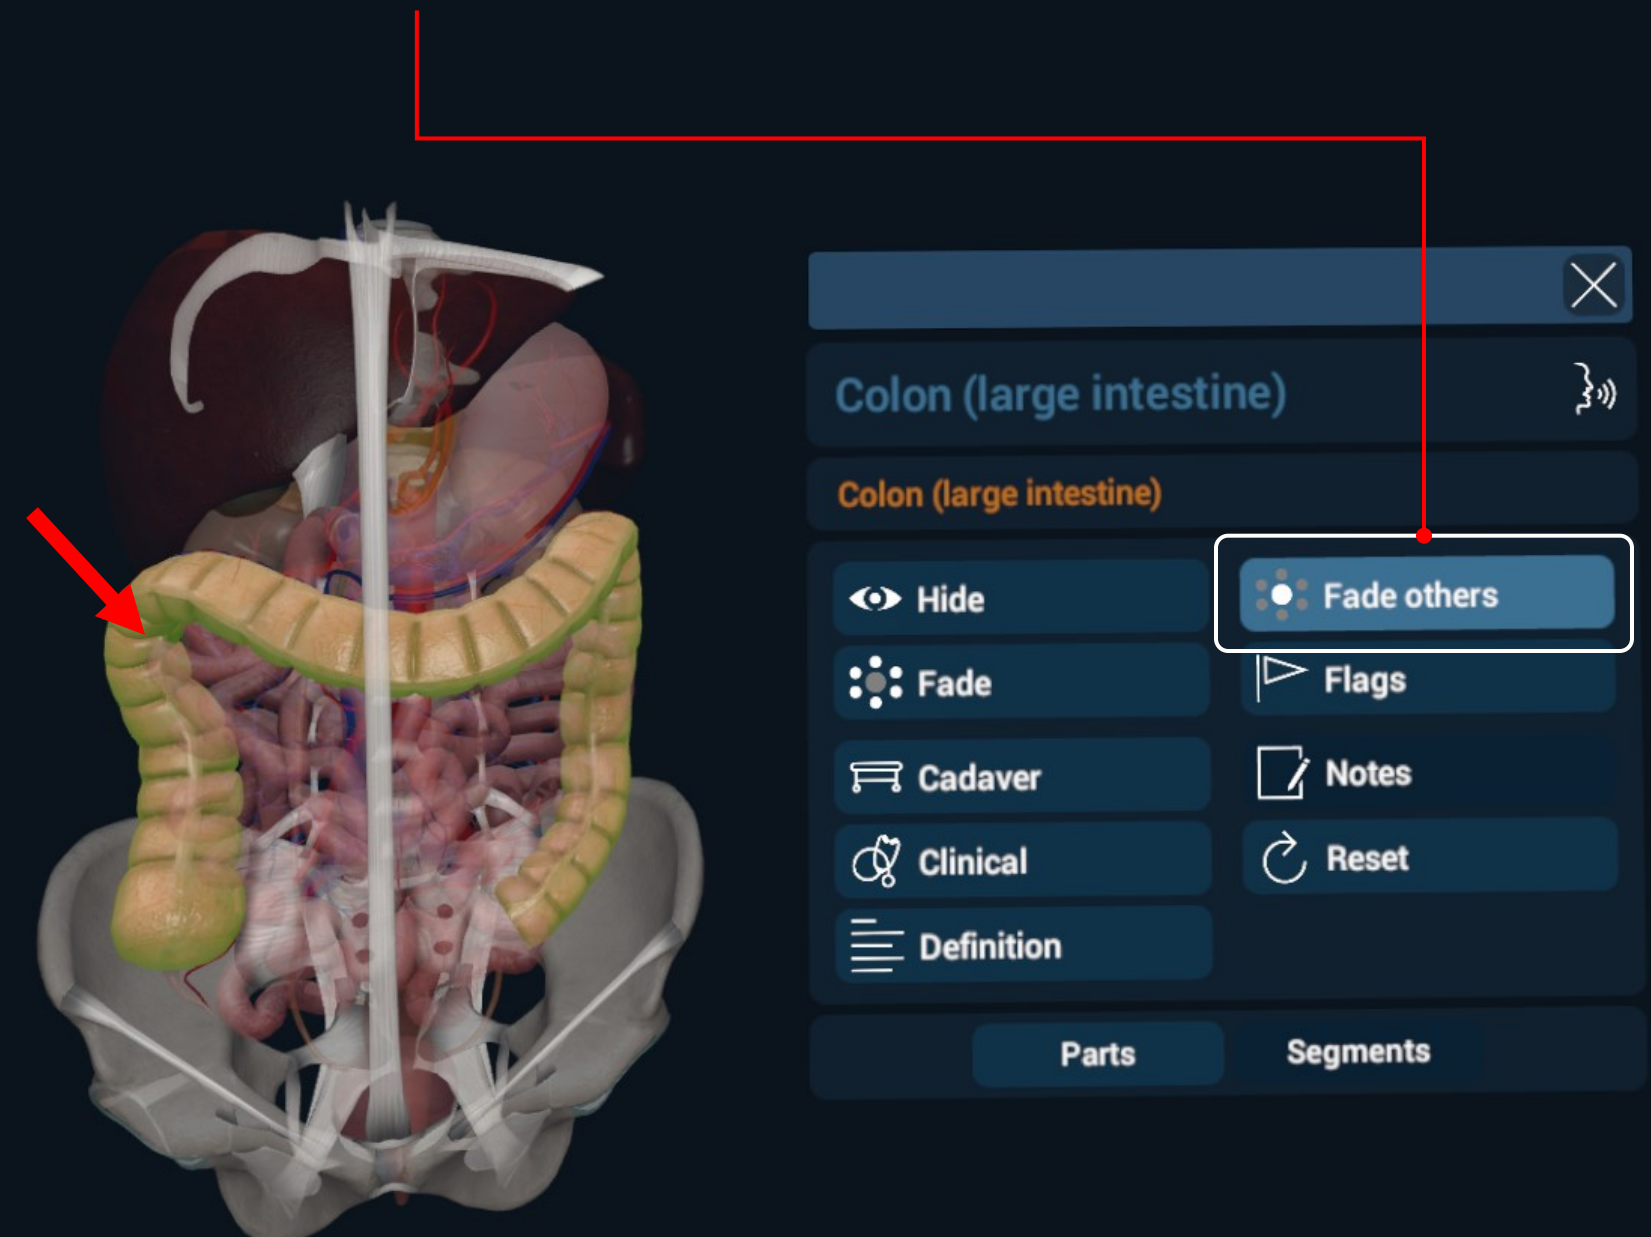 Colon (large intestine)
Colon (large intestine)
Hide
Fade others
Fade
Flags
Cadaver
Notes
Clinical
Reset
Definition
Parts
Segments